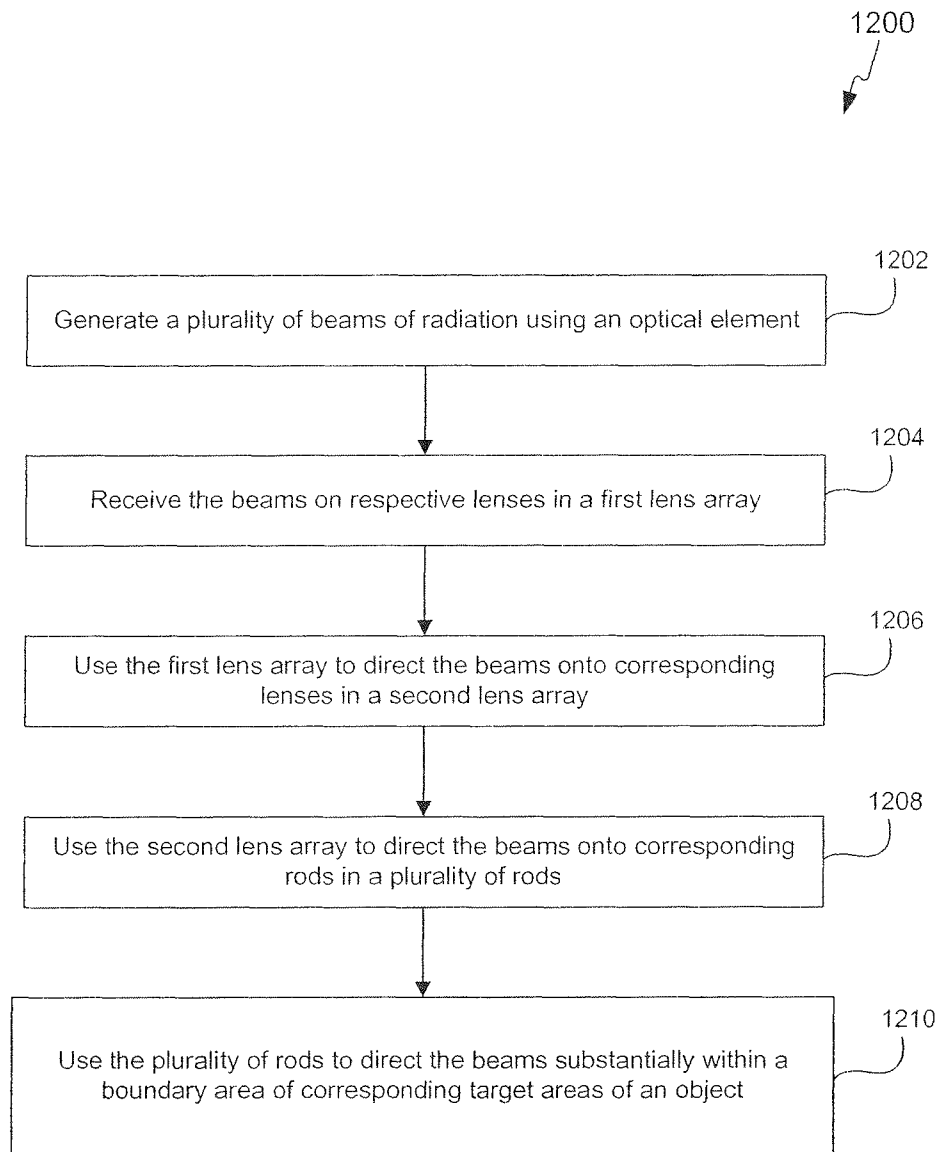 1200
1202
Generate a plurality of beams of radiation using an optical element
1204
Receive the beams on respective lenses in a first lens array
1206
Use the first lens array to direct the beams onto corresponding
lenses in a second lens array
1208
Use the second lens array to direct the beams onto corresponding
rods in a plurality of rods
1210
Use the plurality of rods to direct the beams substantially within a
boundary area of corresponding target areas of an object